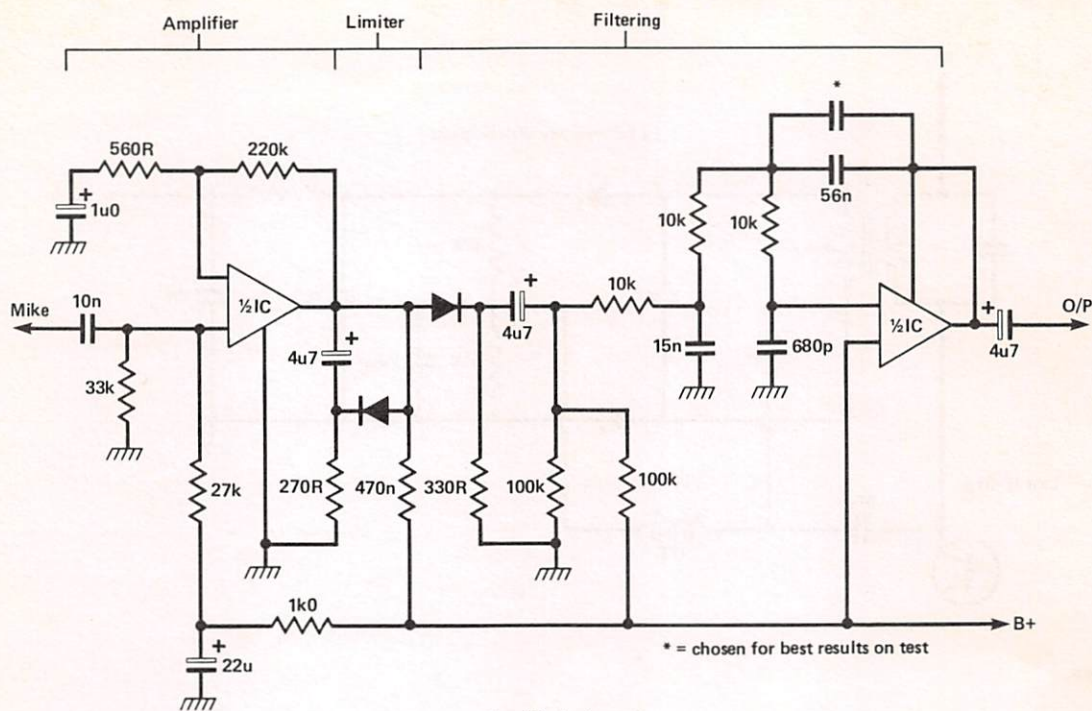 Amplifier
Limiter
Filtering
*
560R
220k
+
1u0
56n
10k
10k
10k
Mike
10n
½IC
+
4u7
15n
680p
½IC
+
4u7
O/P
33k
+
4u7
27k
270R
470n
330R
100k
100k
1k0
B+
+
22u
* = chosen for best results on test